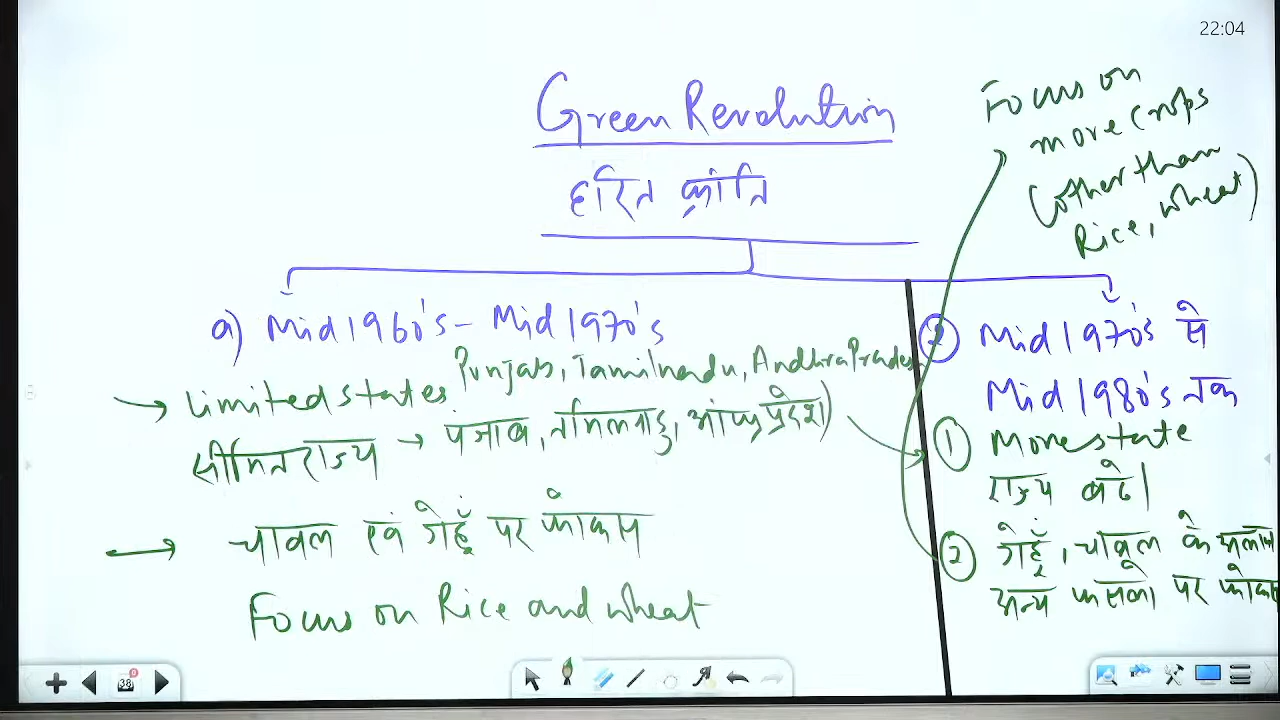 22:04
Green Revolution
हरित क्रांति
a) Mid 1960's - Mid 1970's
→ Limited states Punjab, Tamilnadu, Andhra Pradesh
सीमित राज्य → पंजाब, तमिलनाडु, आंध्र प्रदेश)
→ चावल एवं गेहूँ पर फोकस
Focus on Rice and wheat
Focus on
more crops
(other than
Rice, wheat)
② Mid 1970's से
Mid 1980's तक
① More state
राज्य बढे।
② गेहूँ, चावल के अलावा
अन्य फसलों पर फोकस
38